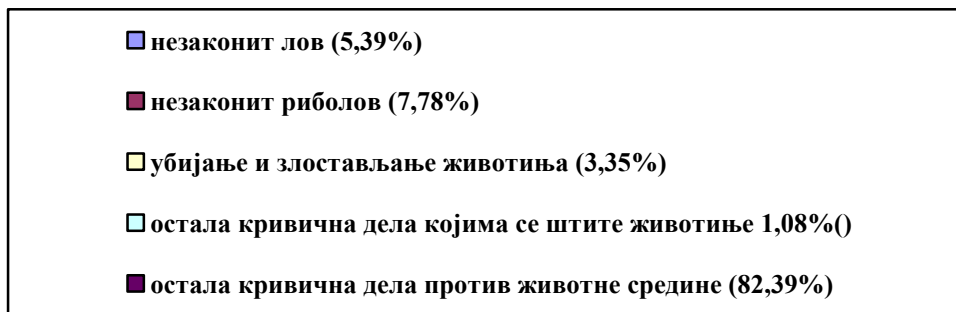 незаконит лов (5,39%)
незаконит риболов (7,78%)
убијање и злостављање животиња (3,35%)
остала кривична дела којима се штите животиње 1,08%()
остала кривична дела против животне средине (82,39%)